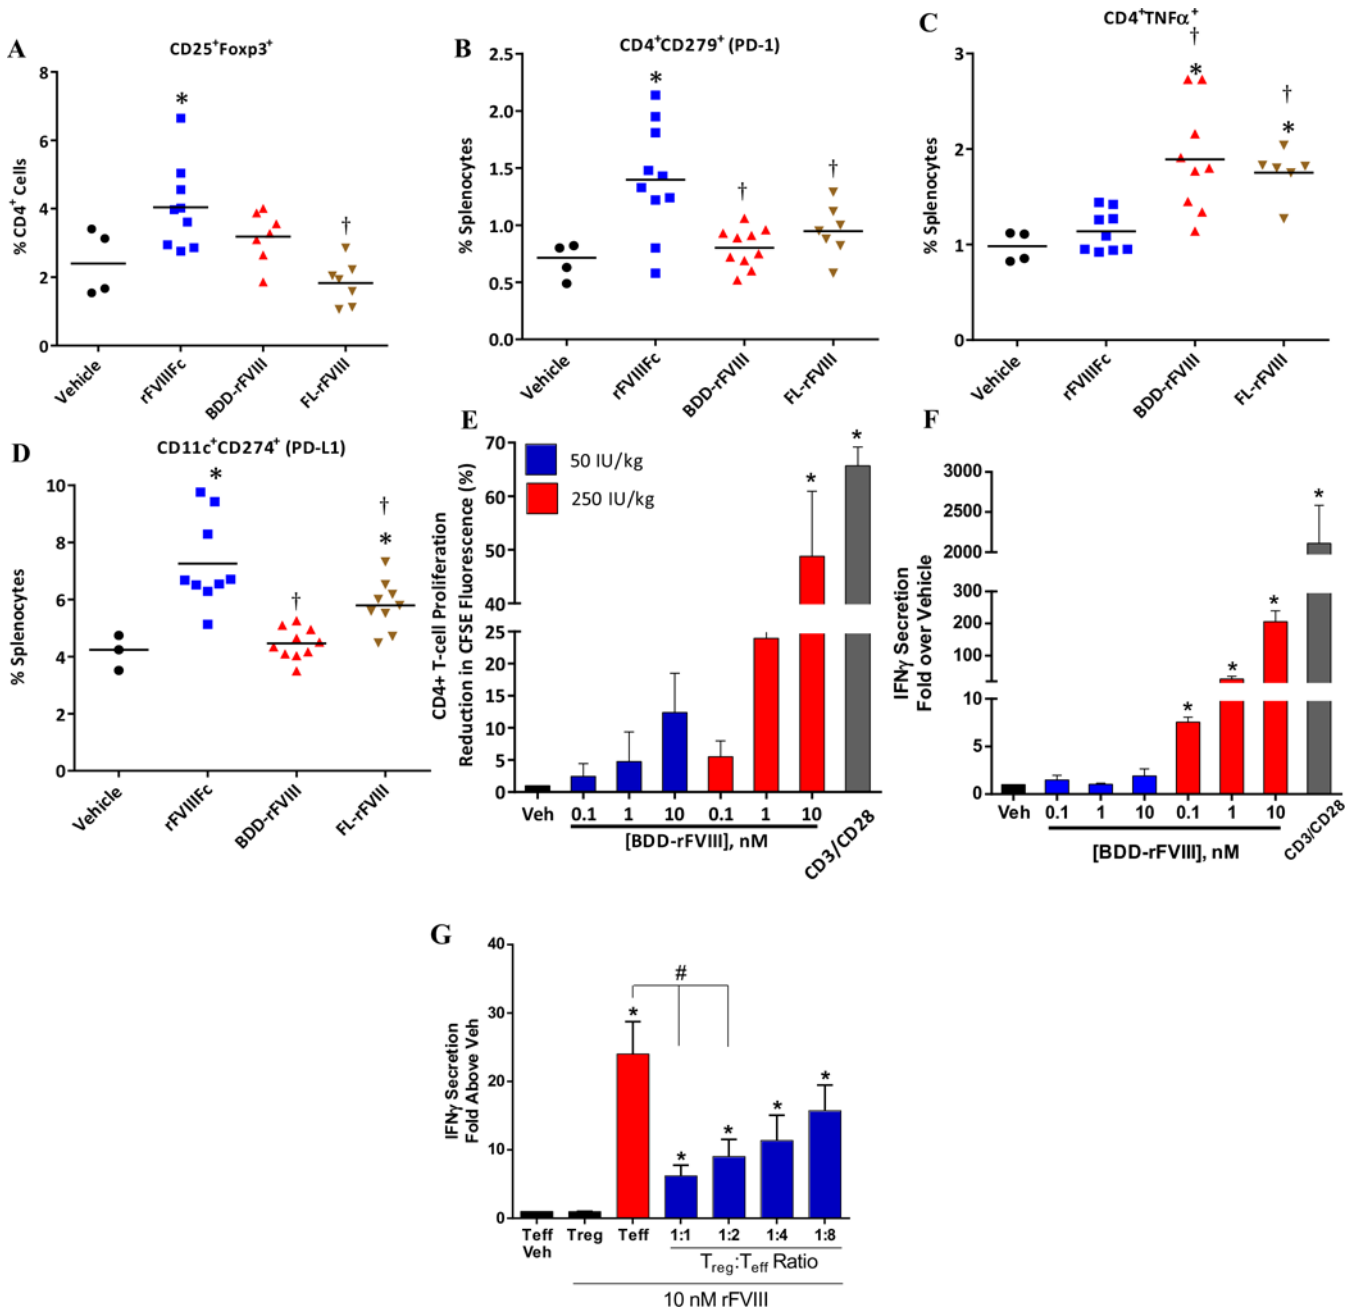 A
CD25+Foxp3+
% CD4+ Cells
8
6
4
2
0
*
†
Vehicle
rFVIIIFc
BDD-rFVIII
FL-rFVIII
B
CD4+CD279+ (PD-1)
% Splenocytes
2.5
2.0
1.5
1.0
0.5
0.0
*
†
†
Vehicle
rFVIIIFc
BDD-rFVIII
FL-rFVIII
C
CD4+TNFα+
% Splenocytes
3
2
1
0
†
*
†
*
Vehicle
rFVIIIFc
BDD-rFVIII
FL-rFVIII
D
CD11c+CD274+ (PD-L1)
% Splenocytes
10
8
6
4
2
0
*
†
†
*
Vehicle
rFVIIIFc
BDD-rFVIII
FL-rFVIII
E
CD4+ T-cell Proliferation
Reduction in CFSE Fluorescence (%)
70
60
50
40
25
20
15
10
5
0
50 IU/kg
250 IU/kg
*
*
Veh
0.1
1
10
0.1
1
10
CD3/CD28
[BDD-rFVIII], nM
F
IFNγ Secretion
Fold over Vehicle
3000
2500
2000
300
200
100
10
5
0
*
*
*
*
Veh
0.1
1
10
0.1
1
10
CD3/CD28
[BDD-rFVIII], nM
G
IFNγ Secretion
Fold Above Veh
40
30
20
10
0
#
*
*
*
*
*
Teff
Veh
Treg
Teff
1:1
1:2
1:4
1:8
Treg:Teff Ratio
10 nM rFVIII